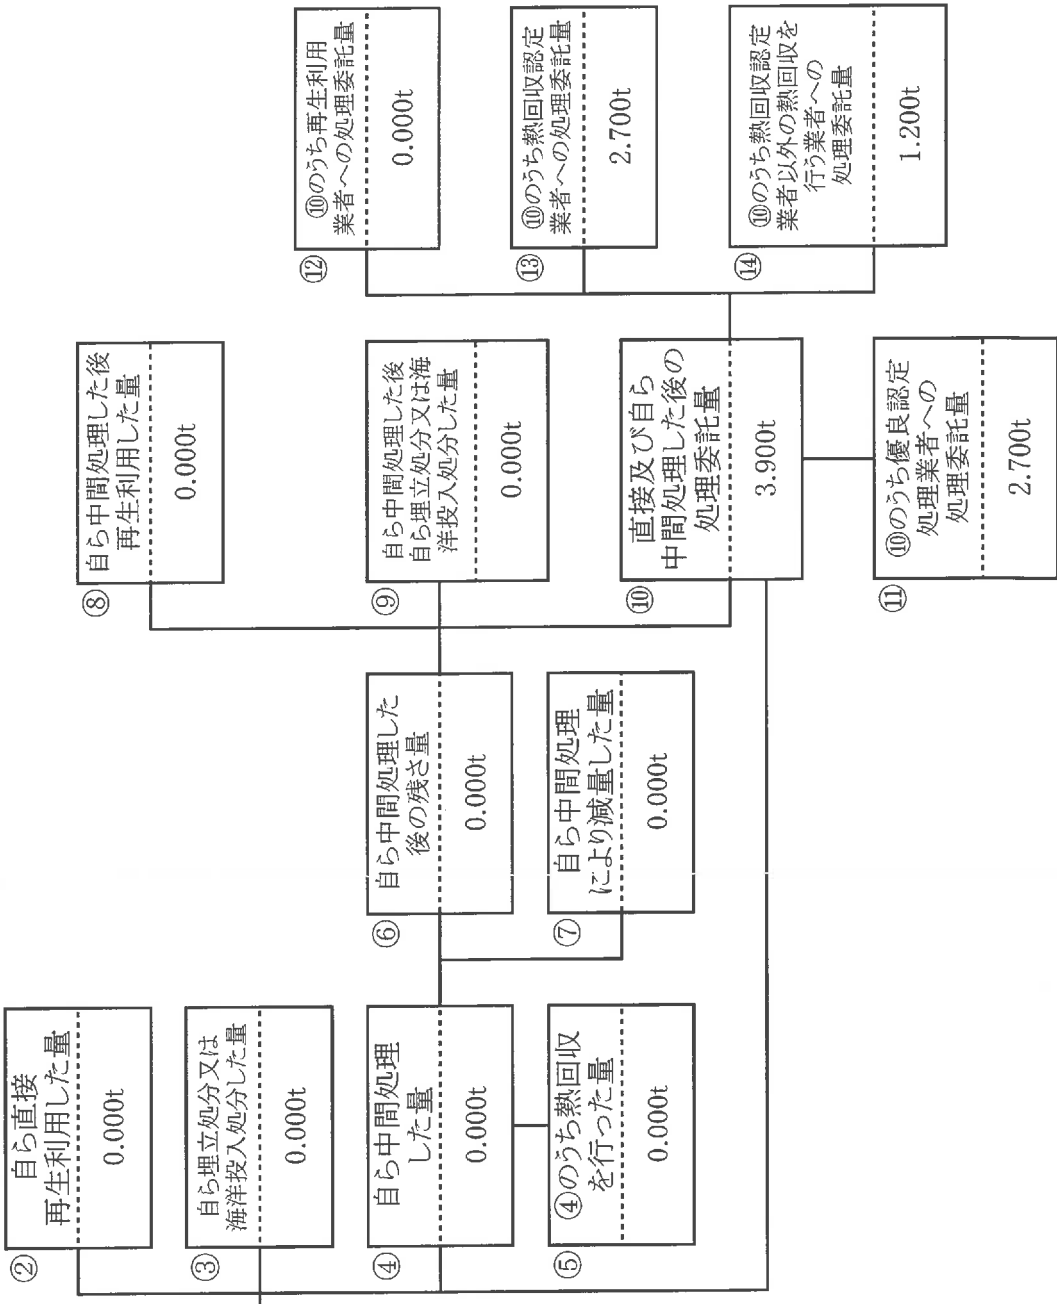 ②
自ら直接
再生利用した量
0.000t
③
自ら埋立処分又は
海洋投入処分した量
0.000t
④
自ら中間処理
した量
0.000t
⑤
④のうち熱回収
を行った量
0.000t
⑥
自ら中間処理した
後の残さ量
0.000t
⑦
自ら中間処理
により減量した量
0.000t
⑧
自ら中間処理した後
再生利用した量
0.000t
⑨
自ら中間処理した後
自ら埋立処分又は海
洋投入処分した量
0.000t
⑩
直接及び自ら
中間処理した後の
処理委託量
3.900t
⑪
⑩のうち優良認定
処理業者への
処理委託量
2.700t
⑫
⑩のうち再生利用
業者への処理委託量
0.000t
⑬
⑩のうち熱回収認定
業者への処理委託量
2.700t
⑭
⑩のうち熱回収認定
業者以外の熱回収を
行う業者への
処理委託量
1.200t